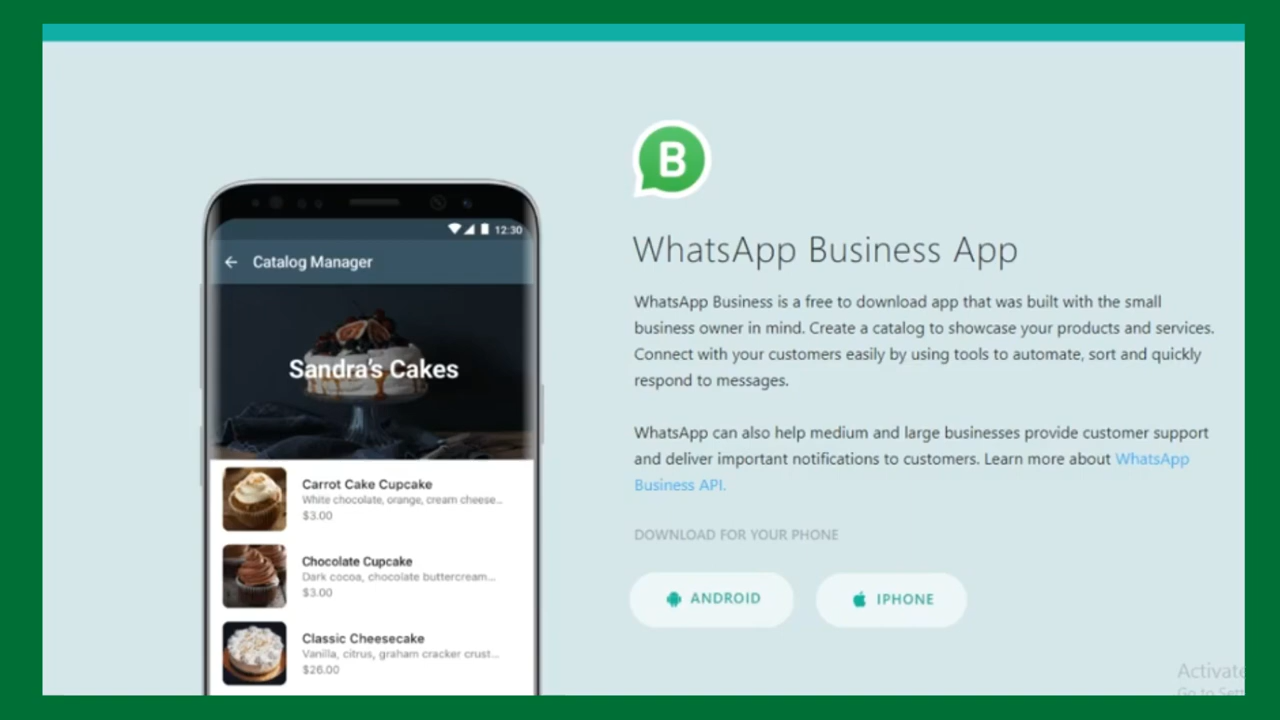 B
WhatsApp Business App
WhatsApp Business is a free to download app that was built with the small
business owner in mind. Create a catalog to showcase your products and services.
Connect with your customers easily by using tools to automate, sort and quickly
respond to messages.
WhatsApp can also help medium and large businesses provide customer support
and deliver important notifications to customers. Learn more about WhatsApp
Business API.
DOWNLOAD FOR YOUR PHONE
ANDROID
IPHONE
12:30
Catalog Manager
Sandra's Cakes
Carrot Cake Cupcake
White chocolate, orange, cream cheese...
$3.00
Chocolate Cupcake
Dark cocoa, chocolate buttercream...
$3.00
Classic Cheesecake
Vanilla, citrus, graham cracker crust...
$26.00
Activate
Go to